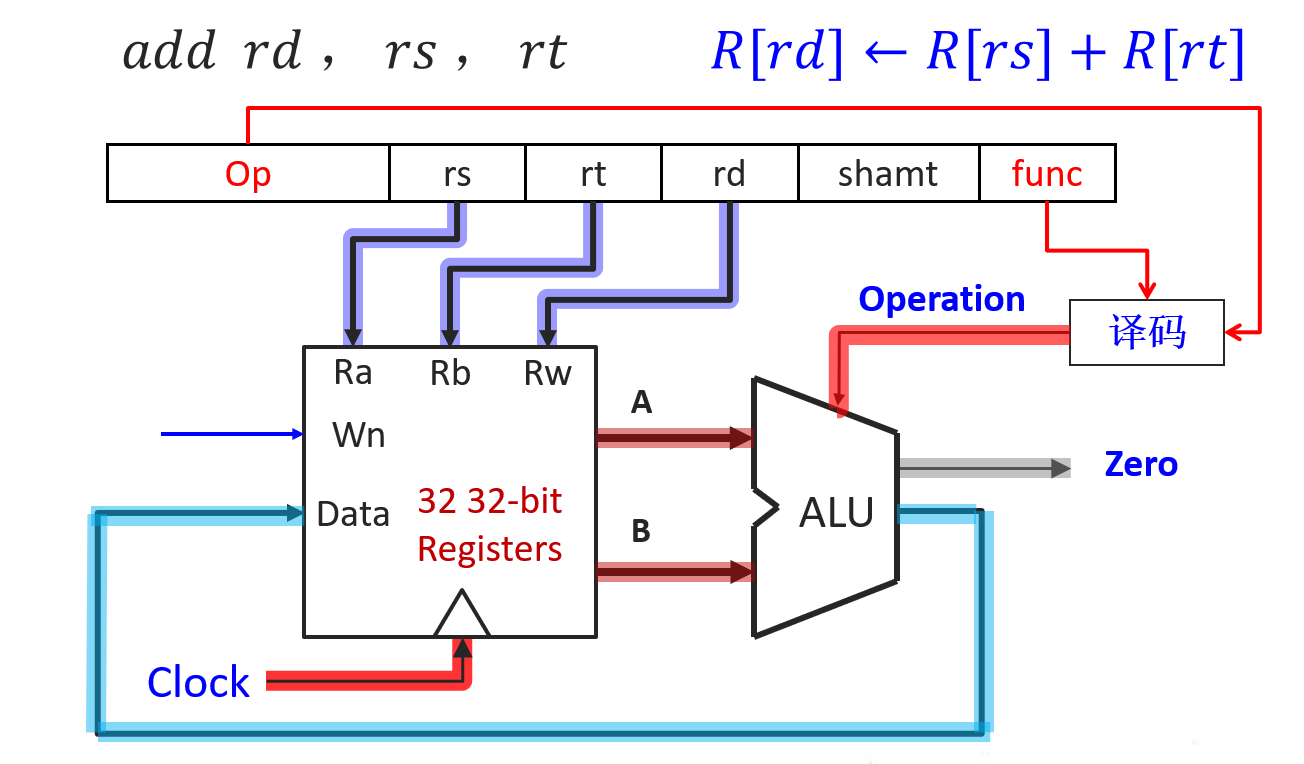 add rd , rs , rt
R[rd] ← R[rs] + R[rt]
Op rs rt rd shamt func
Operation
译码
Ra Rb Rw
A
Wn
Zero
Data
32 32-bit
Registers
B
ALU
Clock